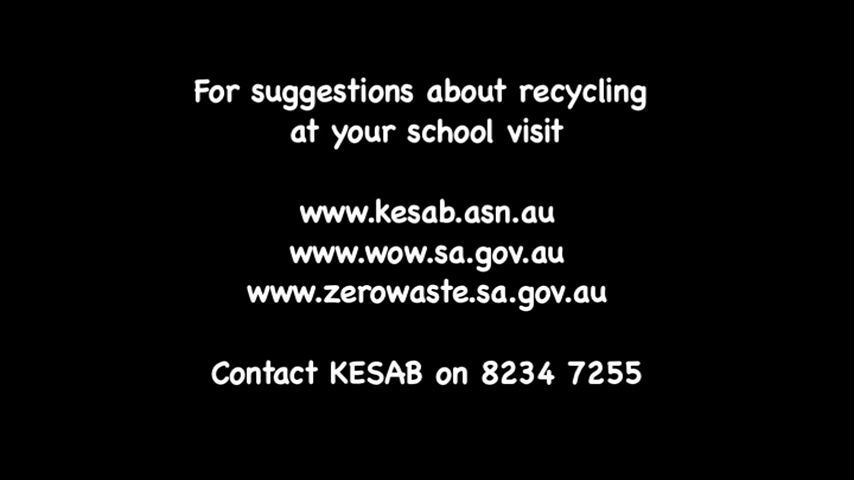 For suggestions about recycling
at your school visit
www.kesab.asn.au
www.wow.sa.gov.au
www.zerowaste.sa.gov.au
Contact KESAB on 8234 7255